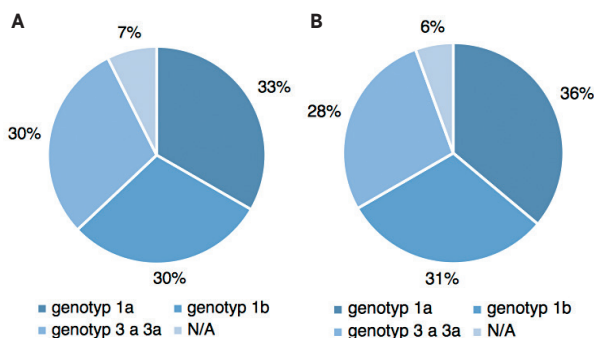 A
7%
33%
30%
30%
genotyp 1a
genotyp 1b
genotyp 3 a 3a
N/A
B
6%
36%
28%
31%
genotyp 1a
genotyp 1b
genotyp 3 a 3a
N/A